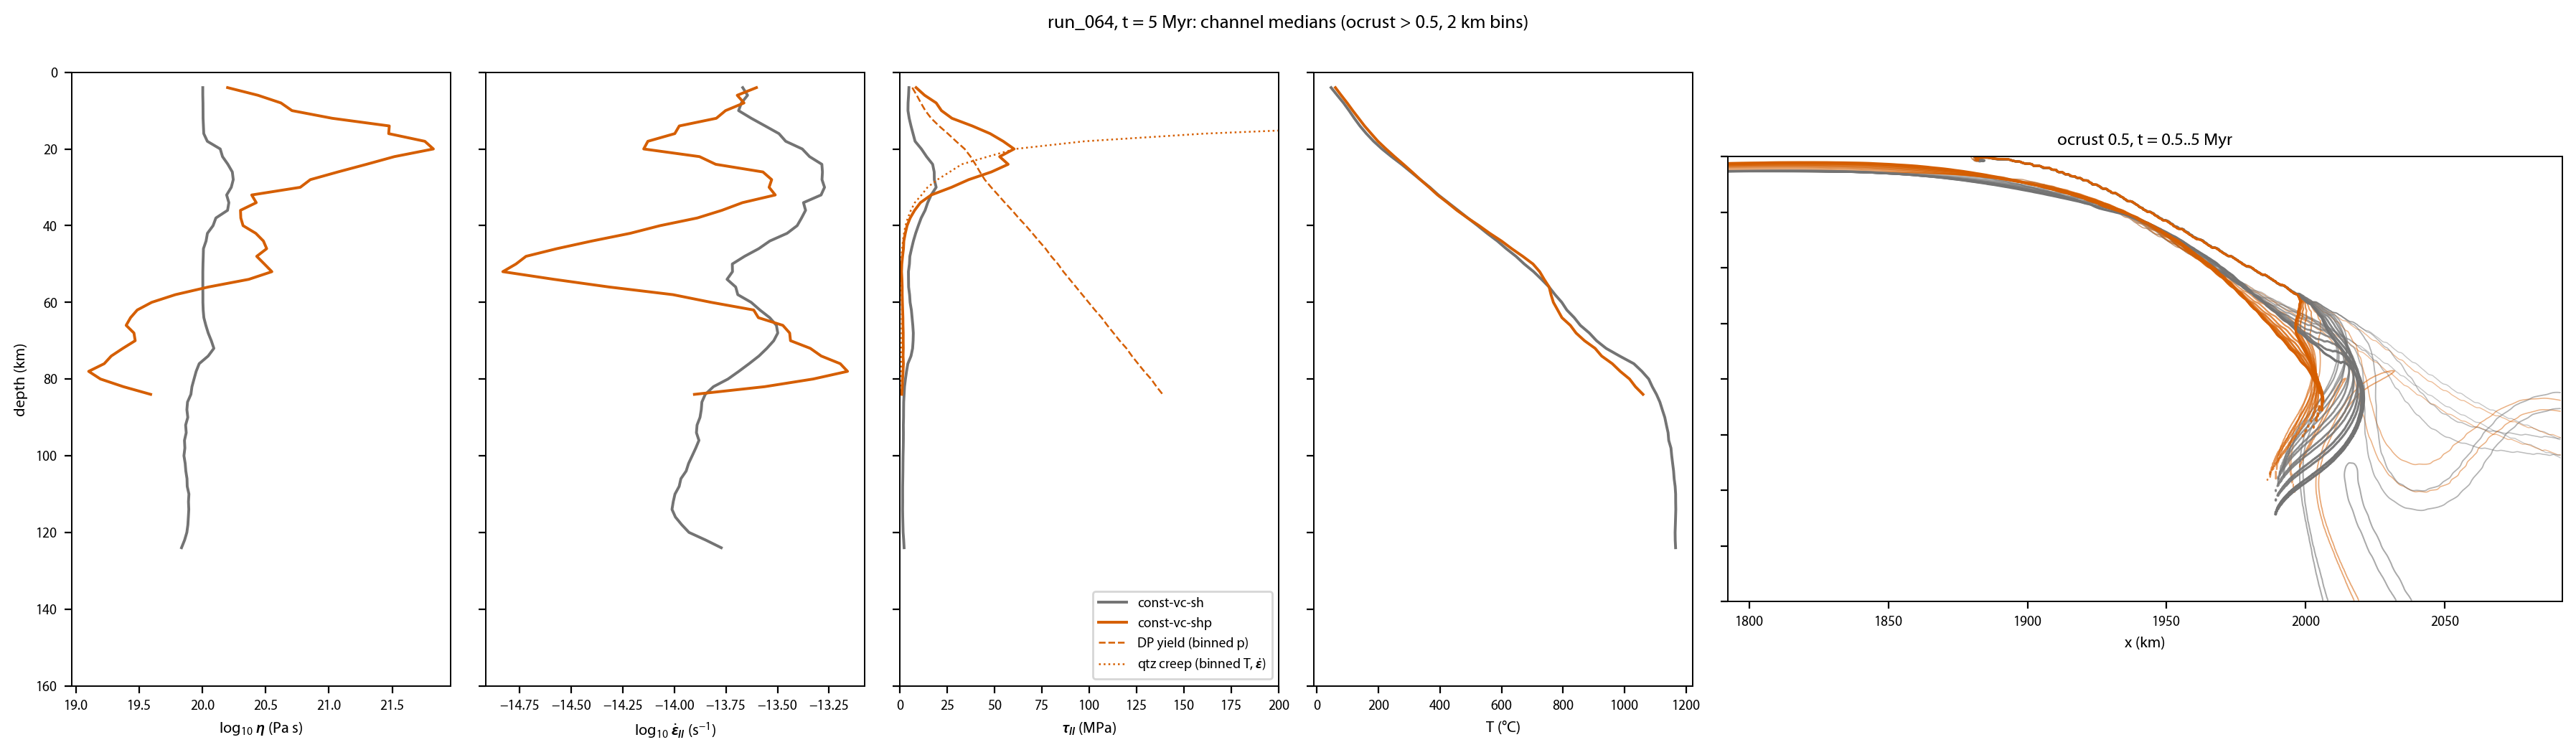 run_064, t = 5 Myr: channel medians (ocrust > 0.5, 2 km bins)
ocrust 0.5, t = 0.5..5 Myr
depth (km)
0
20
40
60
80
100
120
140
160
19.0 19.5 20.0 20.5 21.0 21.5
log₁₀ η (Pa s)
−14.75 −14.50 −14.25 −14.00 −13.75 −13.50 −13.25
log₁₀ ε̇_II (s⁻¹)
const-vc-sh
const-vc-shp
DP yield (binned p)
qtz creep (binned T, ε̇)
0 25 50 75 100 125 150 175 200
τ_II (MPa)
0 200 400 600 800 1000 1200
T (°C)
1800 1850 1900 1950 2000 2050
x (km)